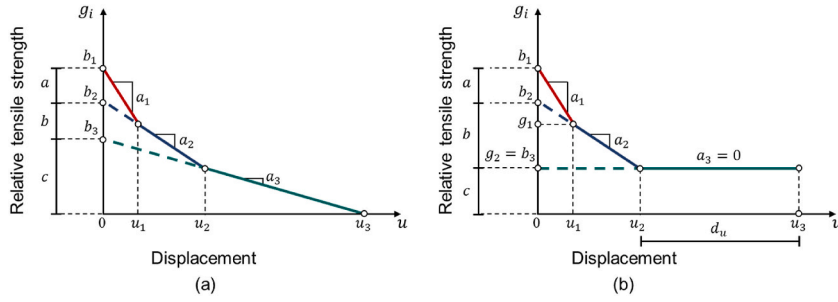 g_i
Relative tensile strength
b_1
a
b_2
b
b_3
c
a_1
a_2
a_3
0
u_1
u_2
u_3
u
Displacement
(a)
g_i
Relative tensile strength
b_1
a
b_2
b
g_1
g_2 = b_3
c
a_1
a_2
a_3 = 0
0
u_1
u_2
u_3
d_u
Displacement
(b)